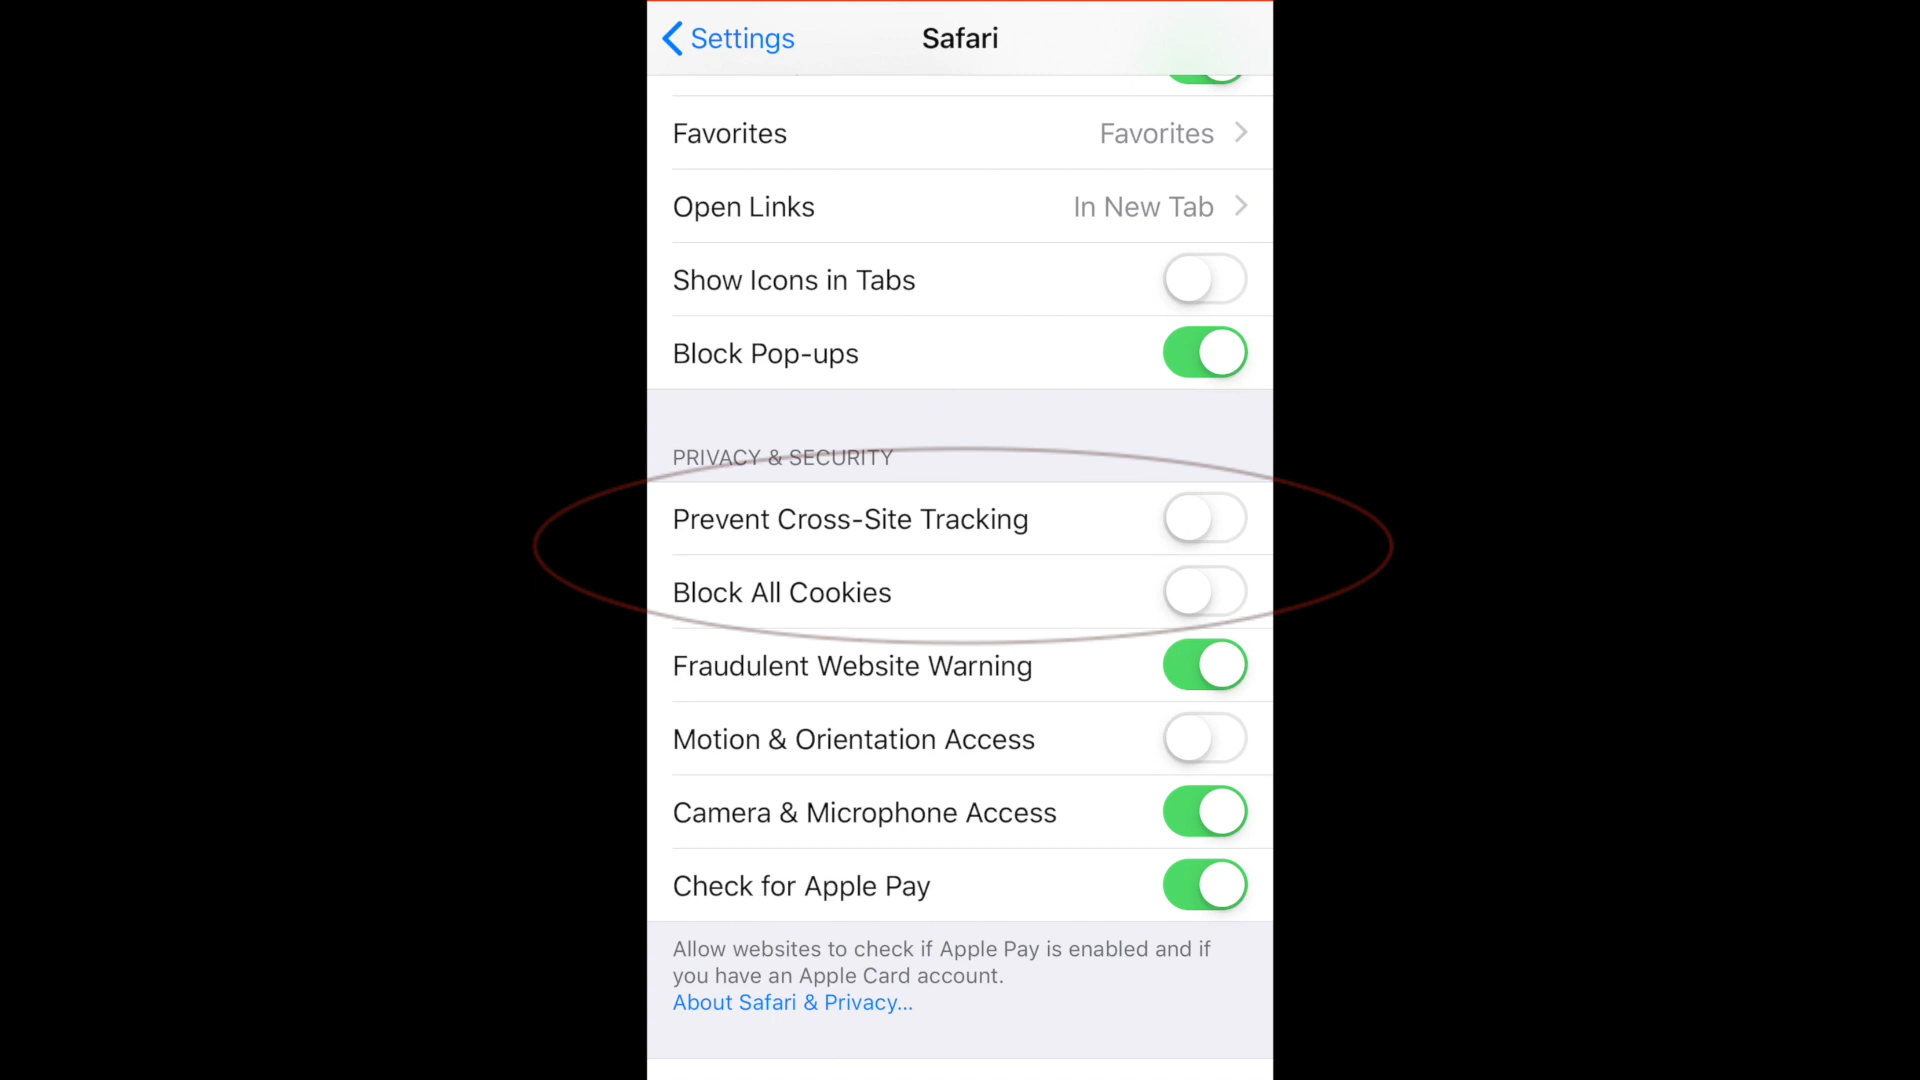 Settings
Safari
Favorites Favorites
Open Links In New Tab
Show Icons in Tabs
Block Pop-ups
PRIVACY & SECURITY
Prevent Cross-Site Tracking
Block All Cookies
Fraudulent Website Warning
Motion & Orientation Access
Camera & Microphone Access
Check for Apple Pay
Allow websites to check if Apple Pay is enabled and if
you have an Apple Card account.
About Safari & Privacy...